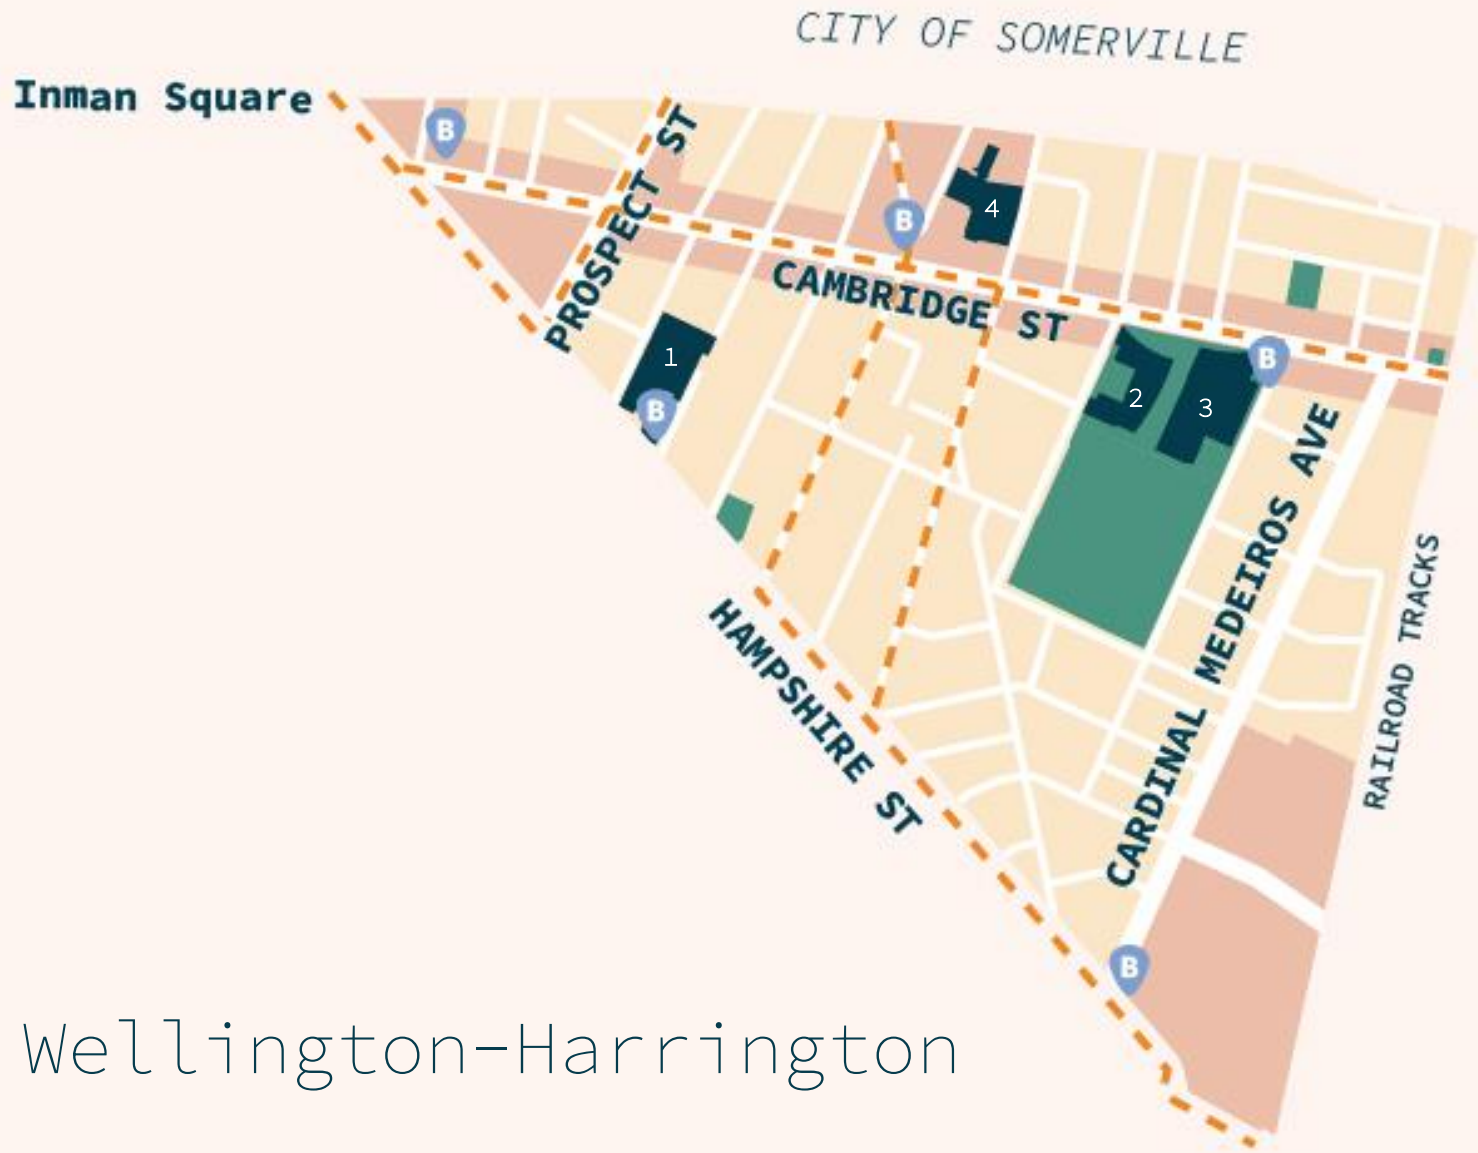 CITY OF SOMERVILLE
Inman Square
B
PROSPECT ST
4
B
CAMBRIDGE ST
1
B
2
3
B
CARDINAL MEDEIROS AVE
RAILROAD TRACKS
HAMPSHIRE ST
B
Wellington-Harrington